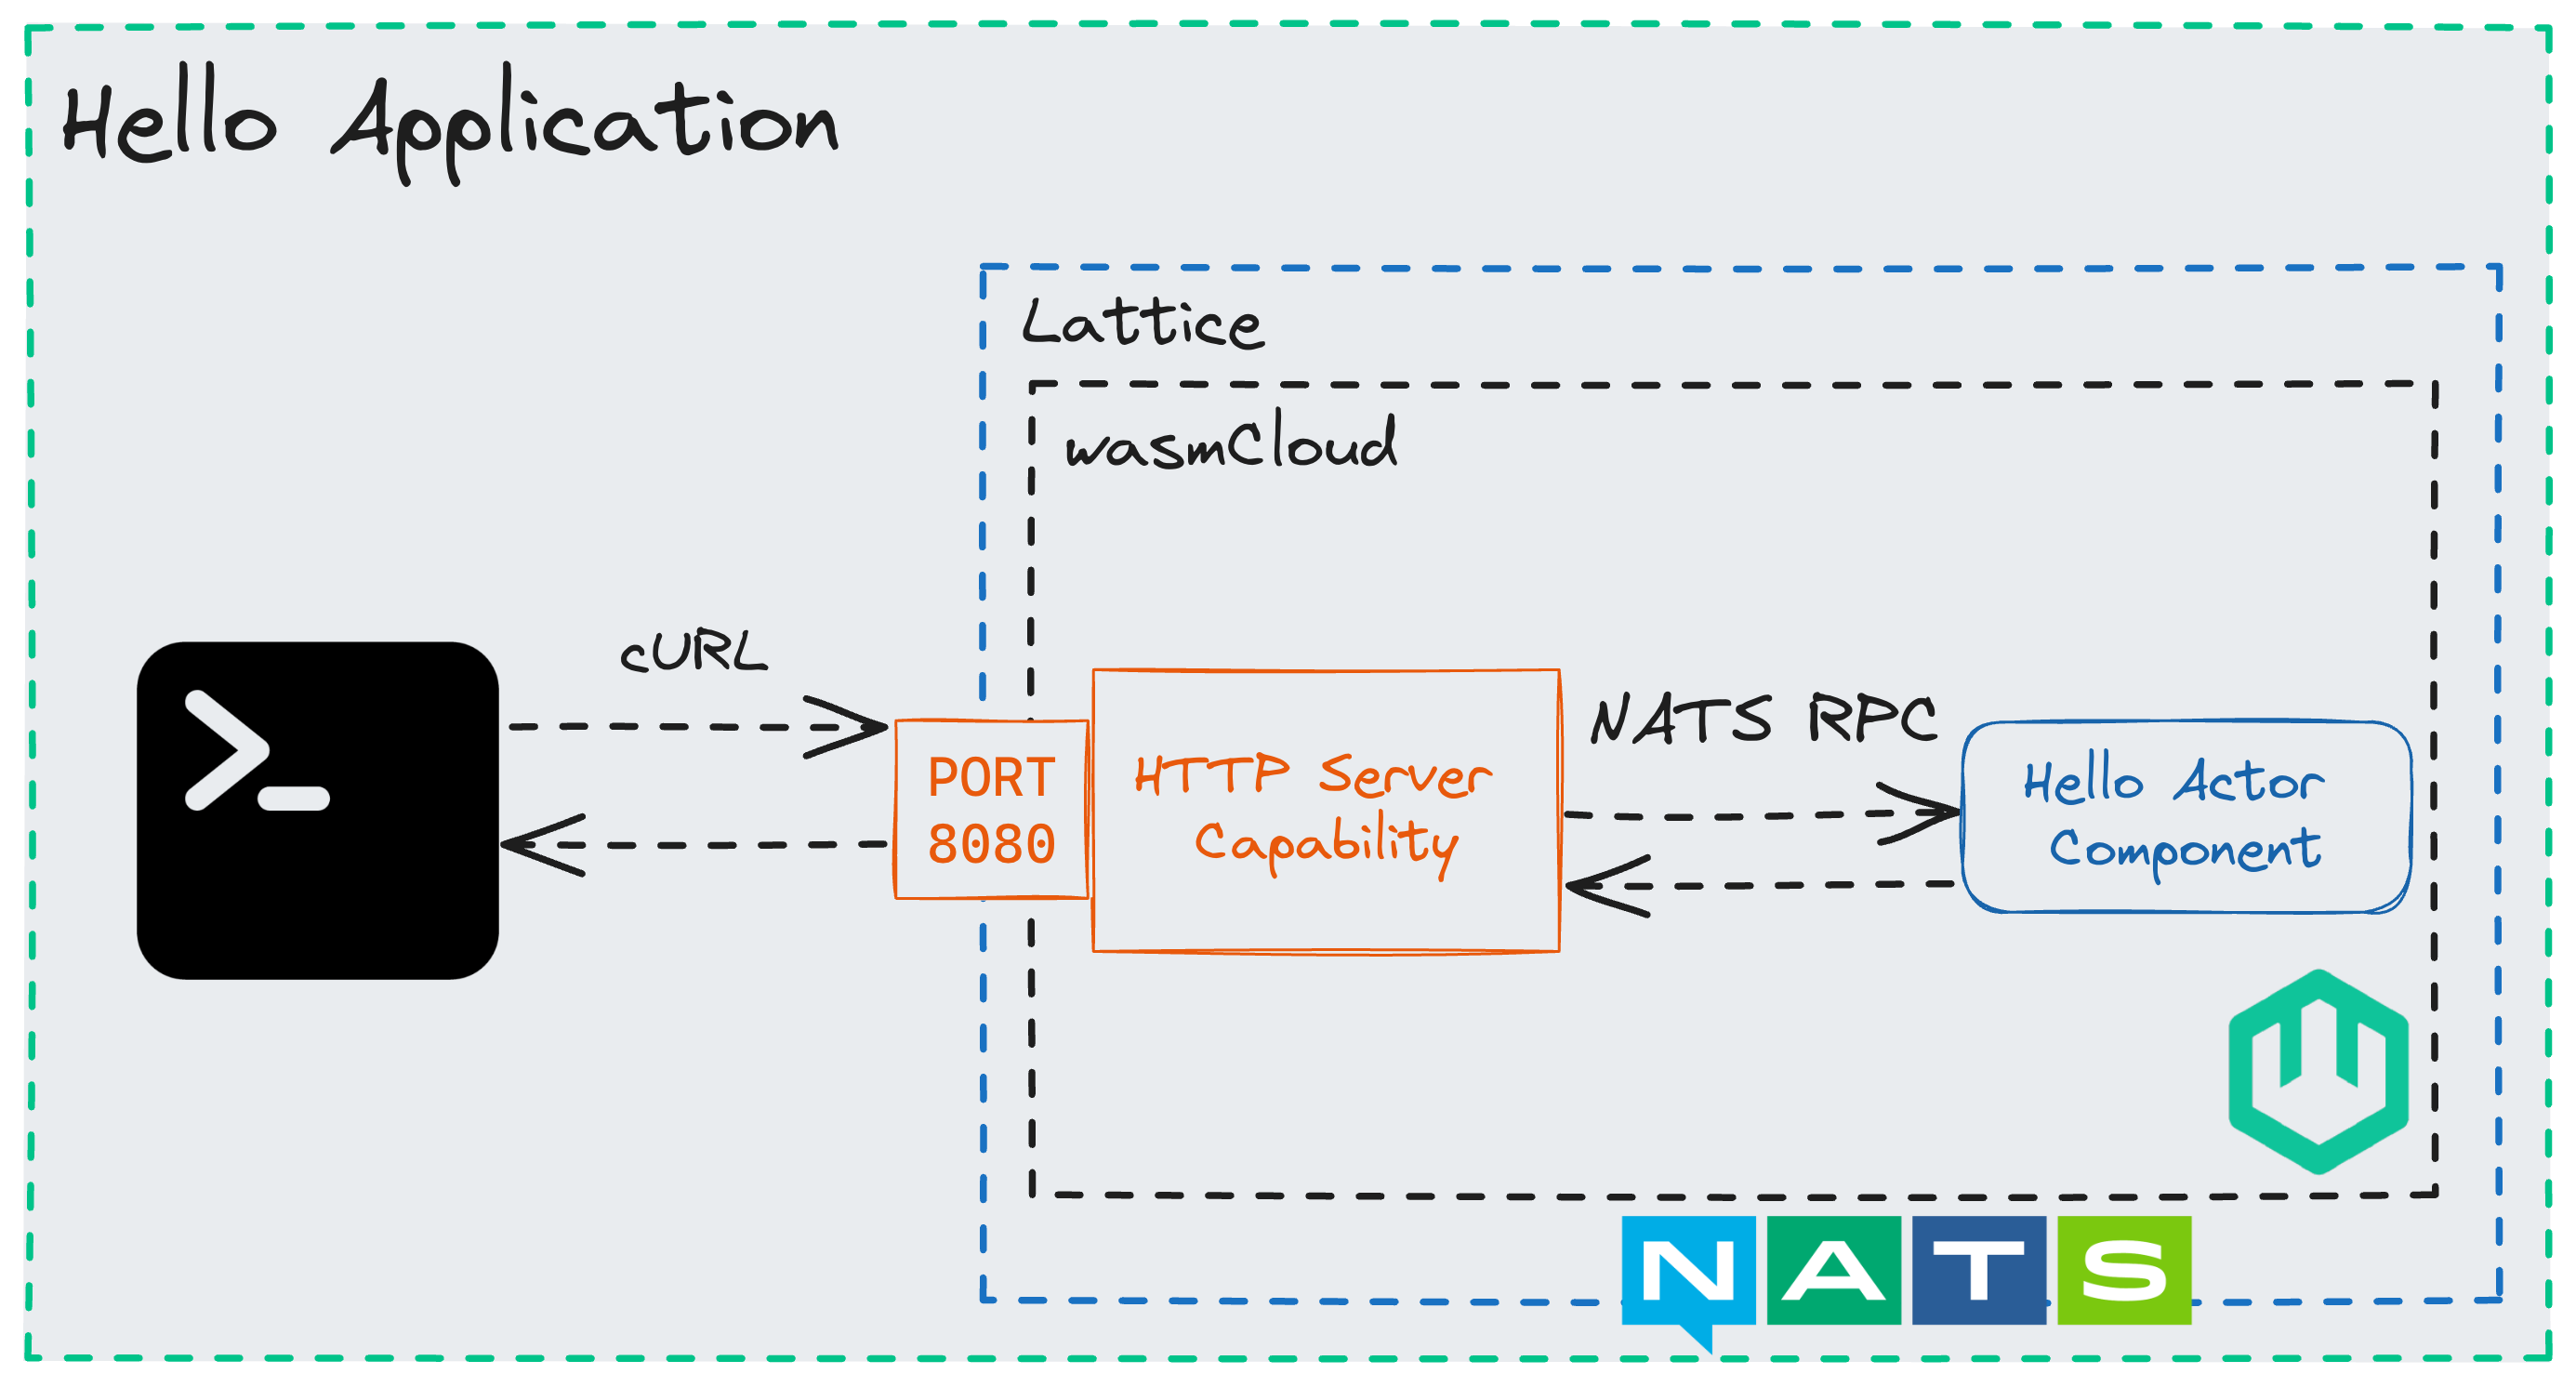 Hello Application
Lattice
wasmCloud
cURL
PORT
8080
HTTP Server
Capability
NATS RPC
Hello Actor
Component
NATS